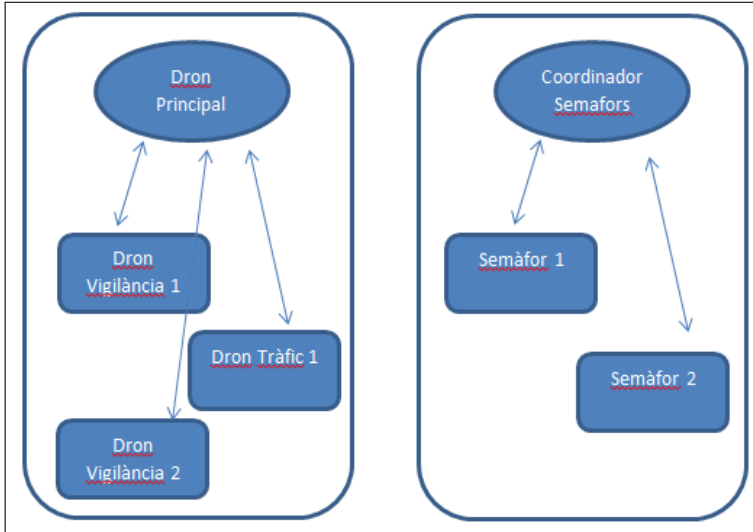 Dron
Principal
Dron
Vigilància 1
Dron Tràfic 1
Dron
Vigilància 2
Coordinador
Semafors
Semàfor 1
Semàfor 2